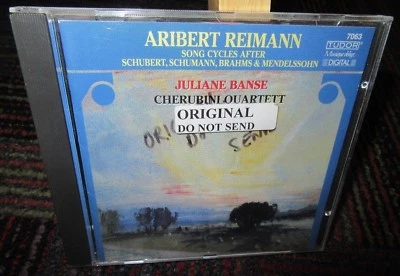 ARIBERT REIMANN
SONG CYCLES AFTER
SCHUBERT, SCHUMANN, BRAHMS & MENDELSSOHN
7063
TUDOR
DIGITAL
JULIANE BANSE
CHERUBINI QUARTETT
ORIGINAL
DO NOT SEND